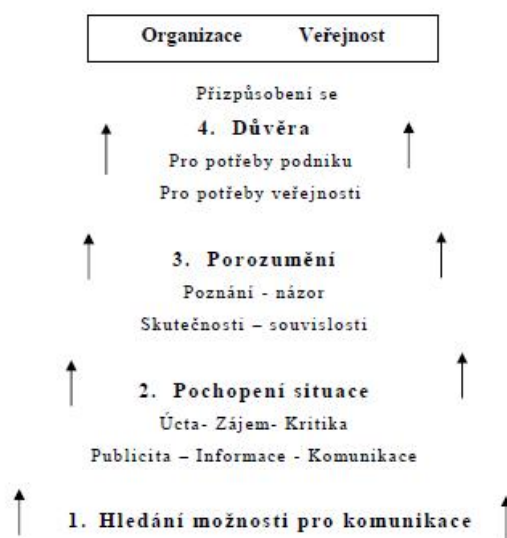 Organizace Veřejnost
Přizpůsobení se
4. Důvěra
Pro potřeby podniku
Pro potřeby veřejnosti
3. Porozumění
Poznání - názor
Skutečnosti – souvislosti
2. Pochopení situace
Úcta- Zájem- Kritika
Publicita – Informace - Komunikace
1. Hledání možnosti pro komunikace